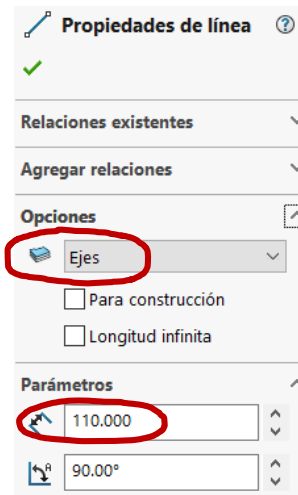 Propiedades de línea
Relaciones existentes
Agregar relaciones
Opciones
Ejes
Para construcción
Longitud infinita
Parámetros
110.000
90.00°